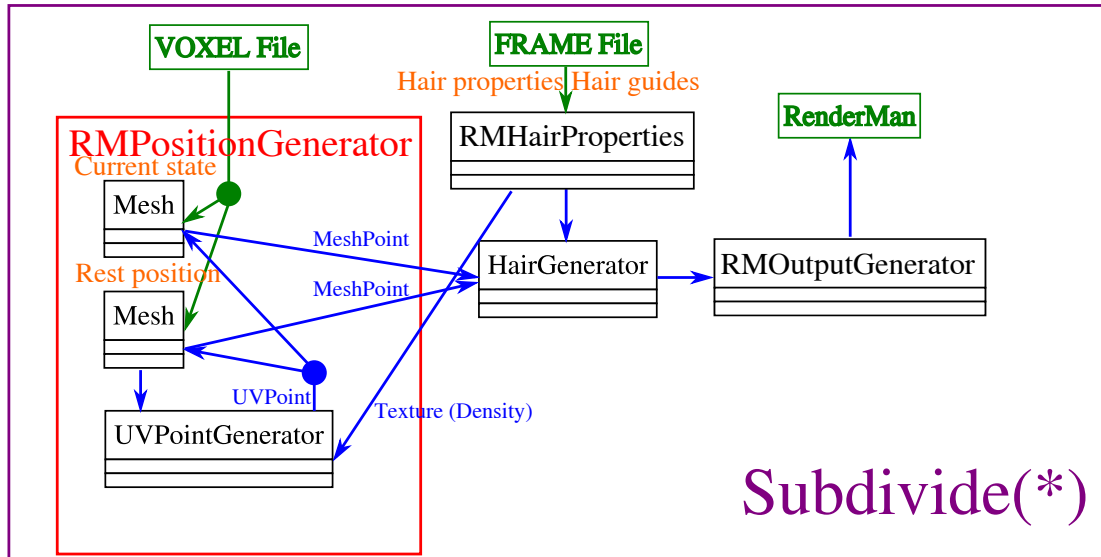 VOXEL File
FRAME File
Hair properties Hair guides
RenderMan
RMPositionGenerator
RMHairProperties
Current state
Mesh
MeshPoint
HairGenerator
RMOutputGenerator
Rest position
MeshPoint
Mesh
UVPoint
Texture (Density)
UVPointGenerator
Subdivide(*)